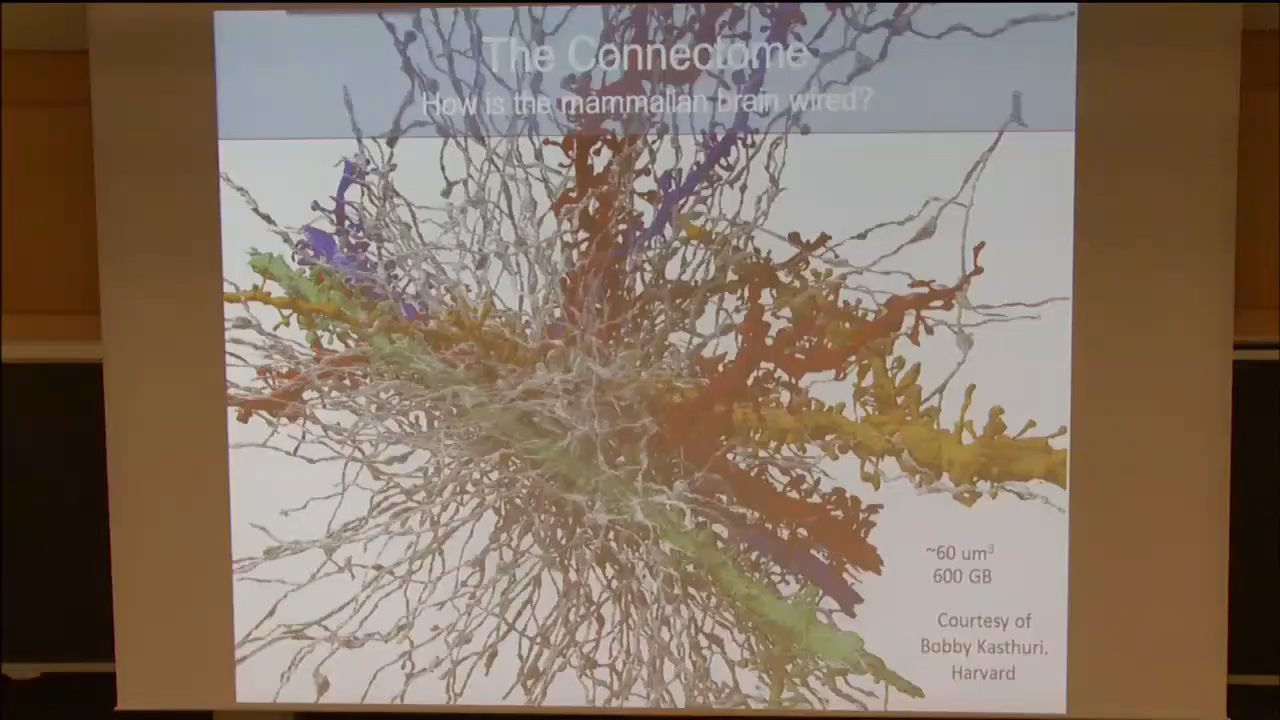 The Connectome
How is the mammalian brain wired?
~60 um³
600 GB
Courtesy of
Bobby Kasthuri.
Harvard